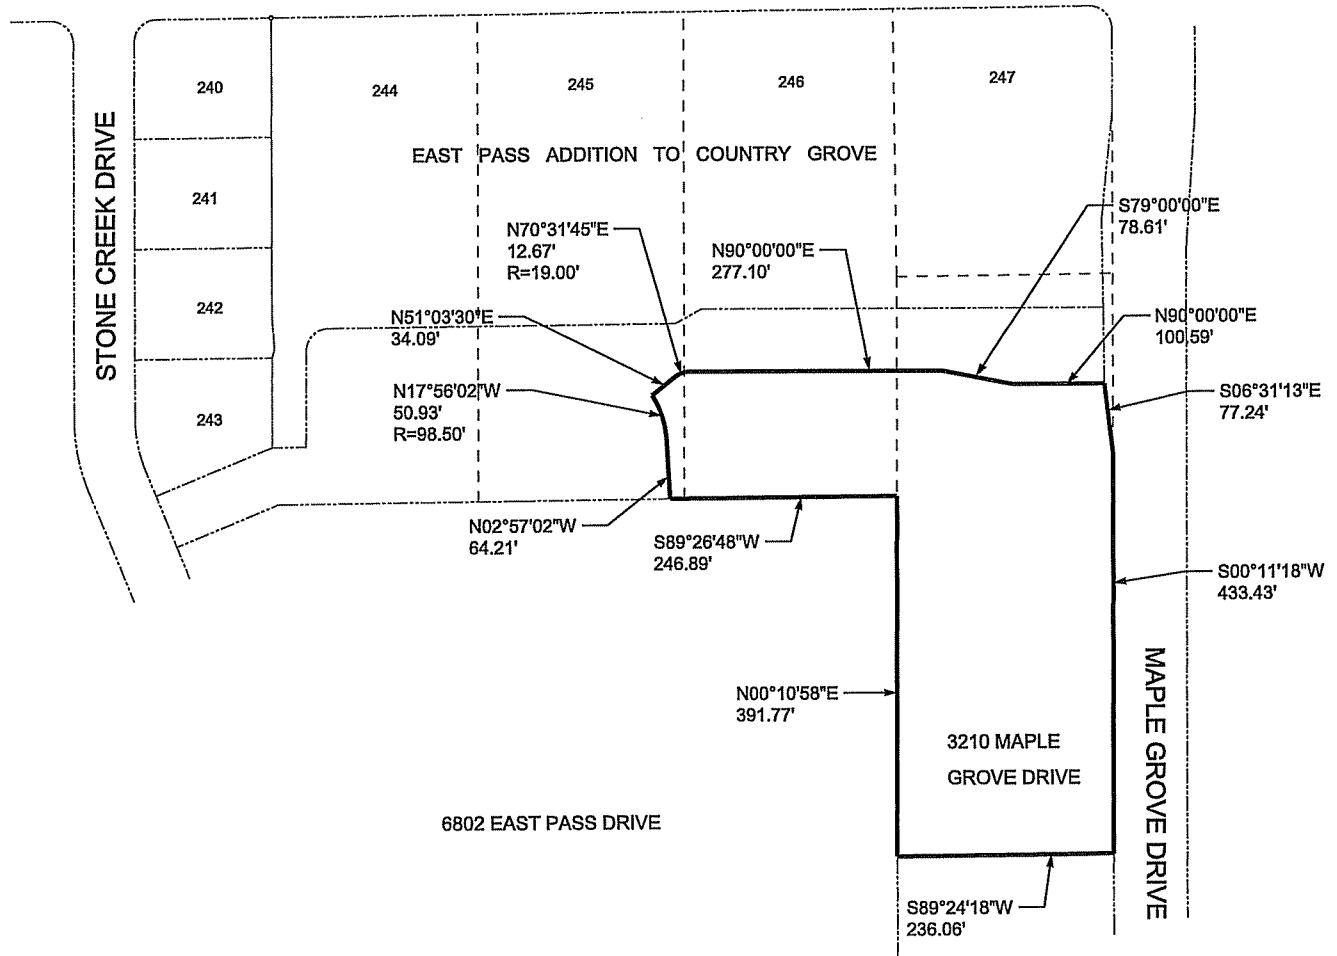 240
244
245
246
247
STONE CREEK DRIVE
EAST PASS ADDITION TO COUNTRY GROVE
241
S79°00'00"E
78.61'
N70°31'45"E
12.67'
R=19.00'
N90°00'00"E
277.10'
242
N51°03'30"E
34.09'
N90°00'00"E
100.59'
N17°56'02"W
50.93'
R=98.50'
S06°31'13"E
77.24'
243
N02°57'02"W
64.21'
S89°26'48"W
246.89'
S00°11'18"W
433.43'
N00°10'58"E
391.77'
MAPLE GROVE DRIVE
3210 MAPLE
GROVE DRIVE
6802 EAST PASS DRIVE
S89°24'18"W
236.06'